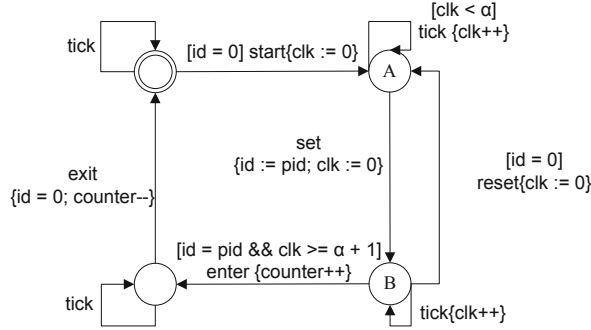 [clk < α]
tick {clk++}
tick
[id = 0] start{clk := 0}
A
set
{id := pid; clk := 0}
[id = 0]
reset{clk := 0}
exit
{id = 0; counter--}
[id = pid && clk >= α + 1]
enter {counter++}
B
tick
tick{clk++}